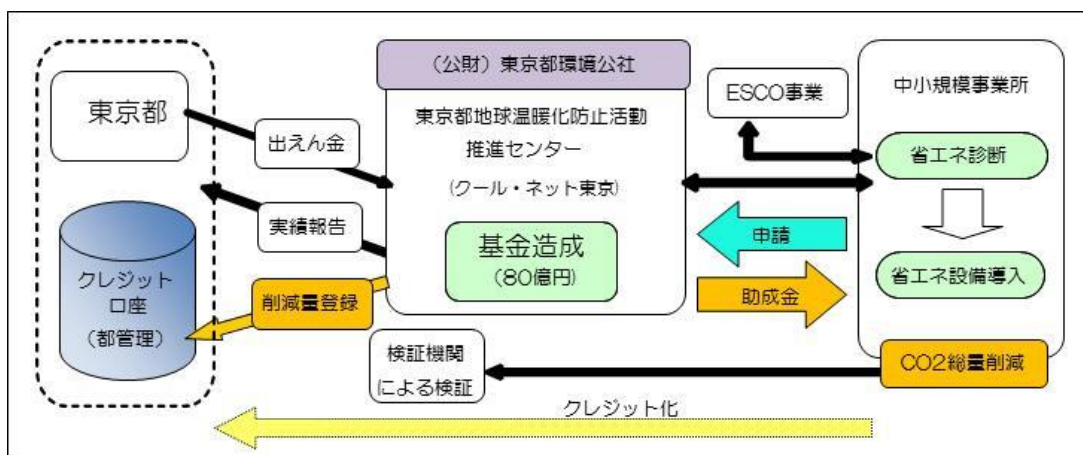 東京都
出えん金
実績報告
クレジット
口座
（都管理）
削減量登録
（公財）東京都環境公社
東京都地球温暖化防止活動
推進センター
(クール・ネット東京)
基金造成
(80億円)
検証機関
による検証
ESCO事業
申請
助成金
中小規模事業所
省エネ診断
省エネ設備導入
CO2総量削減
クレジット化